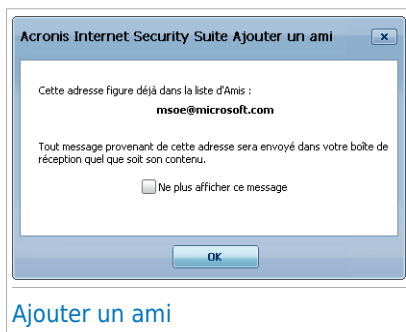 Acronis Internet Security Suite Ajouter un ami
Cette adresse figure déjà dans la liste d'Amis :
msoe@microsoft.com
Tout message provenant de cette adresse sera envoyé dans votre boîte de
réception quel que soit son contenu.
Ne plus afficher ce message
OK
Ajouter un ami